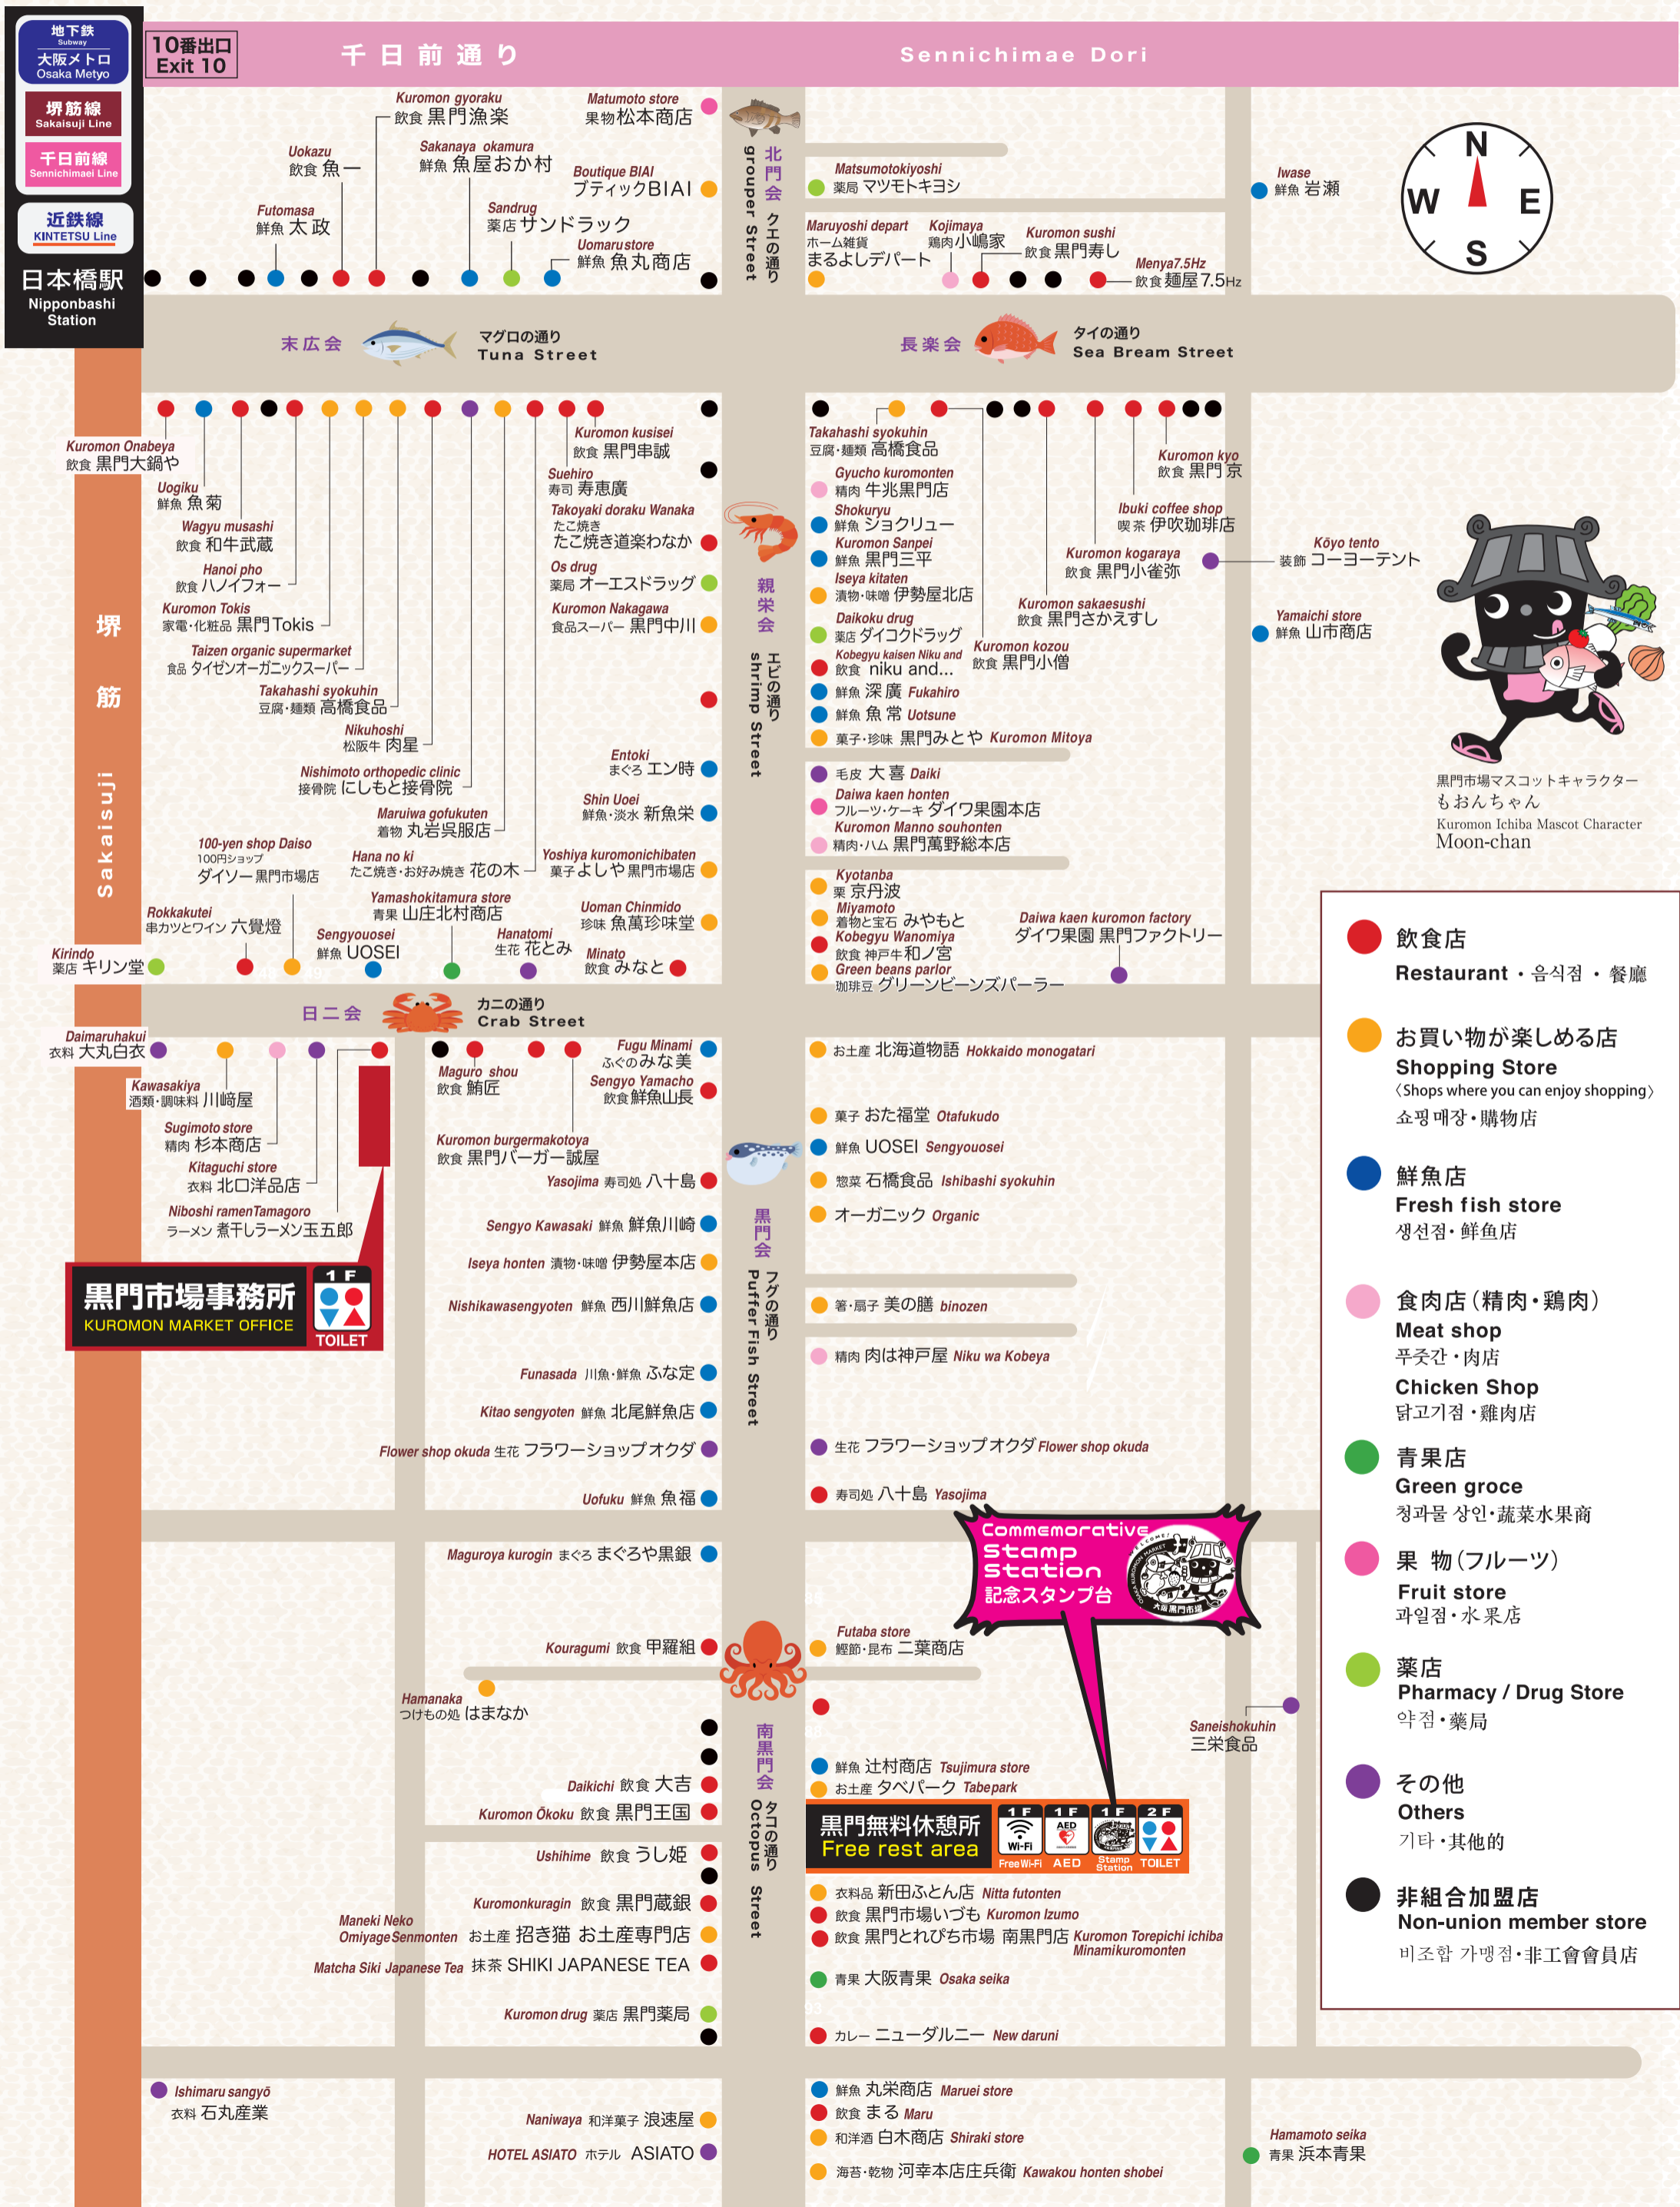 地下鉄
Subway
大阪メトロ
Osaka Metyo
堺筋線
Sakaisuji Line
千日前線
Sennichimaei Line
近鉄線
KINTETSU Line
日本橋駅
Nipponbashi
Station
10番出口
Exit 10
千日前通り
Sennichimae Dori
Kuromon gyoraku
飲食 黒門漁楽
Matumoto store
果物 松本商店
Uokazu
飲食 魚一
Sakanaya okamura
鮮魚 魚屋おか村
Boutique BIAI
ブティックBIAI
Futomasa
鮮魚 太政
Sandrug
薬店 サンドラック
Uomaru store
鮮魚 魚丸商店
北門会
クエの通り
grouper Street
Matsumotokiyoshi
薬局 マツモトキヨシ
Maruyoshi depart
ホーム雑貨
まるよしデパート
Kojimaya
鶏肉 小嶋家
Kuromon sushi
飲食 黒門寿し
Menya7.5Hz
飲食 麺屋7.5Hz
Iwase
鮮魚 岩瀬
N
W
E
S
末広会
マグロの通り
Tuna Street
長楽会
タイの通り
Sea Bream Street
堺筋
Sakaisuji
Kuromon Onabeya
飲食 黒門大鍋や
Uogiku
鮮魚 魚菊
Wagyu musashi
飲食 和牛武蔵
Hanoi pho
飲食 ハノイフォー
Kuromon Tokis
家電・化粧品 黒門Tokis
Taizen organic supermarket
食品 タイゼンオーガニックスーパー
Takahashi syokuhin
豆腐・麺類 高橋食品
Nikuhoshi
松阪牛 肉星
Nishimoto orthopedic clinic
接骨院 にしもと接骨院
Maruiwa gofukuten
着物 丸岩呉服店
Hana no ki
たこ焼き・お好み焼き 花の木
Kuromon kusisei
飲食 黒門串誠
Suehiro
寿司 寿恵廣
Takoyaki doraku Wanaka
たこ焼き
たこ焼き道楽わなか
Os drug
薬局 オーエスドラッグ
Kuromon Nakagawa
食品スーパー 黒門中川
Entoki
まぐろ エン時
Shin Uoei
鮮魚・淡水 新魚栄
Yoshiya kuromonichibaten
菓子 よしや黒門市場店
Uoman Chinmido
珍味 魚萬珍味堂
Minato
飲食 みなと
100-yen shop Daiso
100円ショップ
ダイソー黒門市場店
Rokkakutei
串カツとワイン 六覺燈
Kirindo
薬店 キリン堂
Sengyouosei
鮮魚 UOSEI
Yamashokitamura store
青果 山庄北村商店
Hanatomi
生花 花とみ
親栄会
エビの通り
shrimp Street
Takahashi syokuhin
豆腐・麺類 高橋食品
Gyucho kuromonten
精肉 牛兆黒門店
Shokuryu
鮮魚 ショクリュー
Kuromon Sanpei
鮮魚 黒門三平
Iseya kitaten
漬物・味噌 伊勢屋北店
Daikoku drug
薬店 ダイコクドラッグ
Kobegyu kaisen Niku and
飲食 niku and...
鮮魚 深廣 Fukahiro
鮮魚 魚常 Uotsune
菓子・珍味 黒門みとや Kuromon Mitoya
毛皮 大喜 Daiki
Daiwa kaen honten
フルーツ・ケーキ ダイワ果園本店
Kuromon Manno souhonten
精肉・ハム 黒門萬野総本店
Kyotanba
栗 京丹波
Miyamoto
着物と宝石 みやもと
Kobegyu Wanomiya
飲食 神戸牛 和ノ宮
Green beans parlor
珈琲豆 グリーンビーンズパーラー
Daiwa kaen kuromon factory
ダイワ果園 黒門ファクトリー
Kuromon kozou
飲食 黒門小僧
Kuromon sakaesushi
飲食 黒門さかえすし
Kuromon kogaraya
飲食 黒門小雀弥
Ibuki coffee shop
喫茶 伊吹珈琲店
Kuromon kyo
飲食 黒門 京
Kōyo tento
装飾 コーヨーテント
Yamaichi store
鮮魚 山市商店
黒門市場マスコットキャラクター
もおんちゃん
Kuromon Ichiba Mascot Character
Moon-chan
日二会
カニの通り
Crab Street
Daimaruhakui
衣料 大丸白衣
Kawasakiya
酒類・調味料 川﨑屋
Sugimoto store
精肉 杉本商店
Kitaguchi store
衣料 北口洋品店
Niboshi ramenTamagoro
ラーメン 煮干しラーメン玉五郎
黒門市場事務所
KUROMON MARKET OFFICE
1F
TOILET
Maguro shou
飲食 鮪匠
Kuromon burgermakotoya
飲食 黒門バーガー誠屋
Fugu Minami
ふぐのみな美
Sengyo Yamacho
飲食 鮮魚山長
Yasojima 寿司処 八十島
Sengyo Kawasaki 鮮魚 鮮魚川崎
Iseya honten 漬物・味噌 伊勢屋本店
Nishikawasengyoten 鮮魚 西川鮮魚店
Funasada 川魚・鮮魚 ふな定
Kitao sengyoten 鮮魚 北尾鮮魚店
Flower shop okuda 生花 フラワーショップオクダ
Uofuku 鮮魚 魚福
黒門会
フグの通り
Puffer Fish Street
お土産 北海道物語 Hokkaido monogatari
菓子 おた福堂 Otafukudo
鮮魚 UOSEI Sengyouosei
惣菜 石橋食品 Ishibashi syokuhin
オーガニック Organic
箸・扇子 美の膳 binozen
精肉 肉は神戸屋 Niku wa Kobeya
生花 フラワーショップオクダ Flower shop okuda
寿司処 八十島 Yasojima
Commemorative
Stamp
Station
記念スタンプ台
大阪黒門市場
Maguroya kurogin まぐろ まぐろや黒銀
Kouragumi 飲食 甲羅組
Hamanaka
つけもの処 はまなか
Daikichi 飲食 大吉
Kuromon Ōkoku 飲食 黒門王国
Ushihime 飲食 うし姫
Kuromonkuragin 飲食 黒門蔵銀
Maneki Neko
Omiyage Senmonten お土産 招き猫 お土産専門店
Matcha Siki Japanese Tea 抹茶 SHIKI JAPANESE TEA
Kuromon drug 薬店 黒門薬局
南黒門会
タコの通り
Octopus Street
Futaba store
鰹節・昆布 二葉商店
鮮魚 辻村商店 Tsujimura store
お土産 タベパーク Tabe park
黒門無料休憩所
Free rest area
1F
Wi-Fi
Free Wi-Fi
1F
AED
AED
1F
Stamp
Station
2F
TOILET
衣料品 新田ふとん店 Nitta futonten
飲食 黒門市場いづも Kuromon Izumo
飲食 黒門とれぴち市場 南黒門店 Kuromon Torepichi ichiba
Minamikuromonten
青果 大阪青果 Osaka seika
カレー ニューダルニー New daruni
Saneishokuhin
三栄食品
Ishimaru sangyō
衣料 石丸産業
Naniwaya 和洋菓子 浪速屋
HOTEL ASIATO ホテル ASIATO
鮮魚 丸栄商店 Maruei store
飲食 まる Maru
和洋酒 白木商店 Shiraki store
海苔・乾物 河幸本店庄兵衛 Kawakou honten shobei
Hamamoto seika
青果 浜本青果
飲食店
Restaurant ・ 음식점 ・ 餐廳
お買い物が楽しめる店
Shopping Store
〈Shops where you can enjoy shopping〉
쇼핑매장・購物店
鮮魚店
Fresh fish store
생선점・鲜鱼店
食肉店(精肉・鶏肉)
Meat shop
푸줏간・肉店
Chicken Shop
닭고기점・雞肉店
青果店
Green groce
청과물 상인・蔬菜水果商
果 物(フルーツ)
Fruit store
과일점・水果店
薬店
Pharmacy / Drug Store
약점・藥局
その他
Others
기타・其他的
非組合加盟店
Non-union member store
비조합 가맹점・非工會會員店